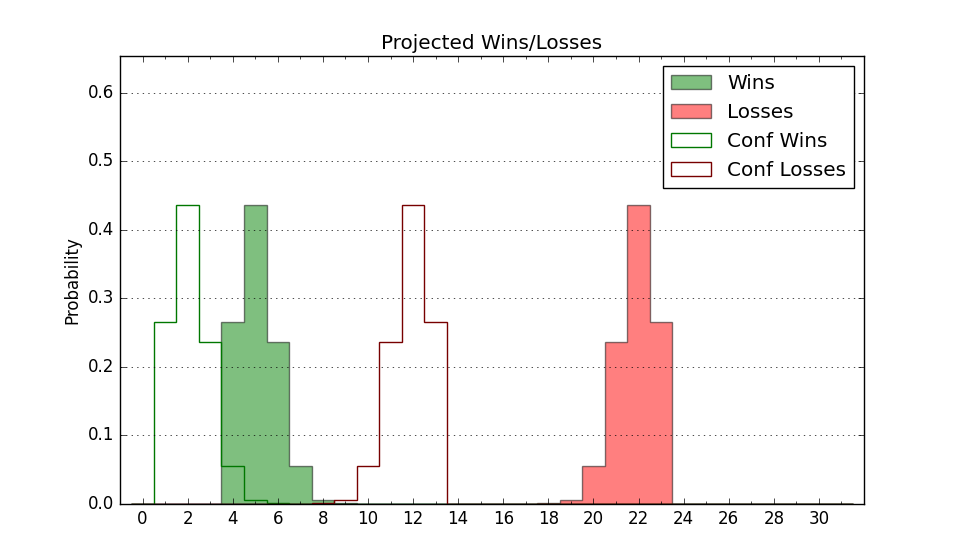 Projected Wins/Losses
Wins
Losses
Conf Wins
Conf Losses
Probability
0.6
0.5
0.4
0.3
0.2
0.1
0.0
0 2 4 6 8 10 12 14 16 18 20 22 24 26 28 30